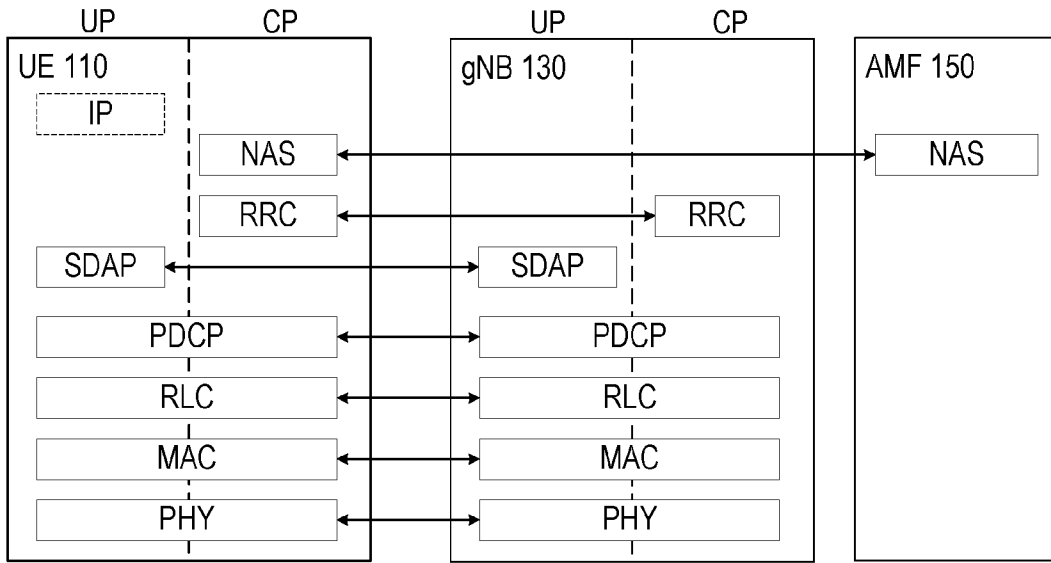 UP CP UP CP
UE 110 gNB 130 AMF 150
IP
NAS NAS
RRC RRC
SDAP SDAP
PDCP PDCP
RLC RLC
MAC MAC
PHY PHY